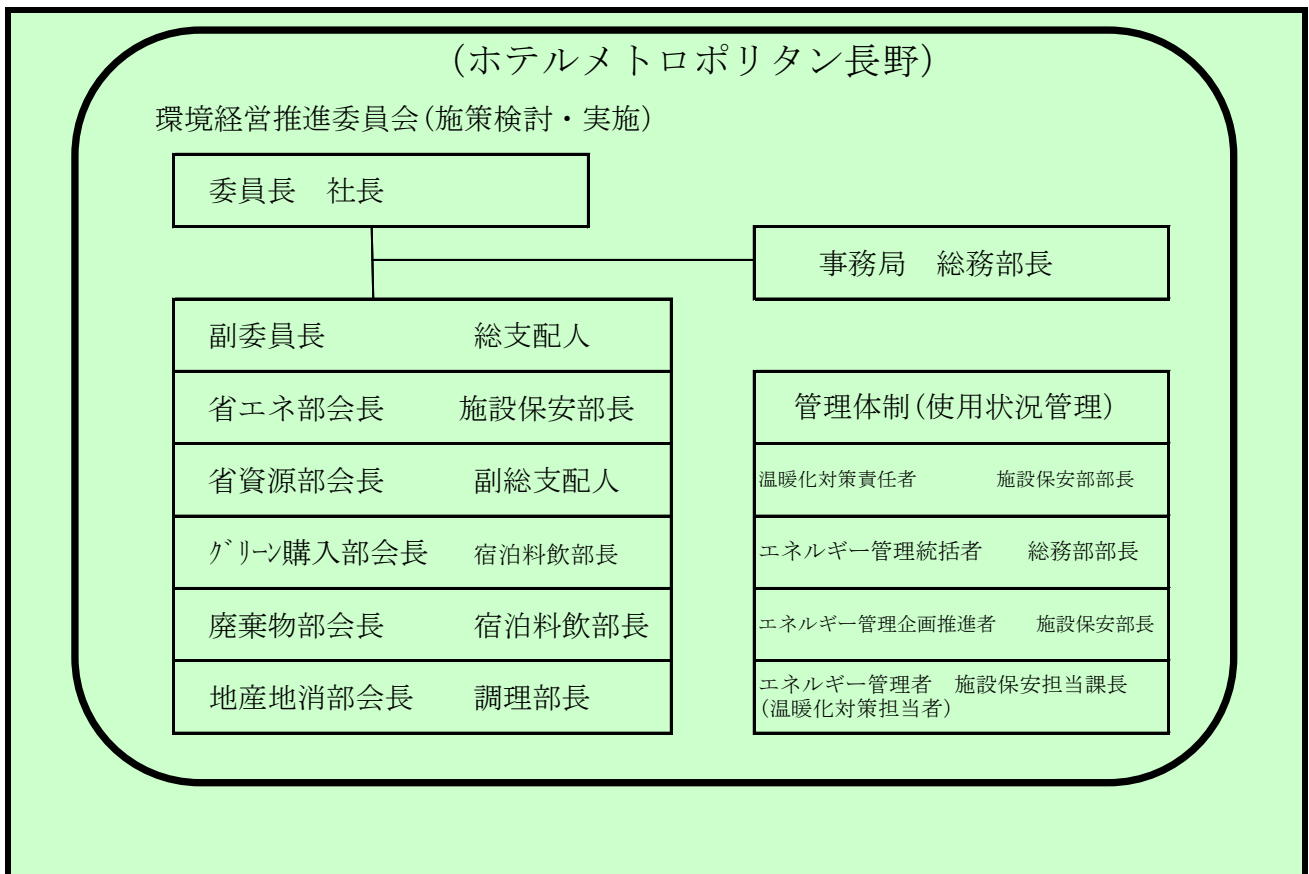 (ホテルメトロポリタン長野)
環境経営推進委員会(施策検討・実施)
委員長　社長
事務局　総務部長
副委員長　総支配人
省エネ部会長　施設保安部長
省資源部会長　副総支配人
グリーン購入部会長　宿泊料飲部長
廃棄物部会長　宿泊料飲部長
地産地消部会長　調理部長
管理体制(使用状況管理)
温暖化対策責任者　施設保安部部長
エネルギー管理統括者　総務部部長
エネルギー管理企画推進者　施設保安部長
エネルギー管理者　施設保安担当課長
(温暖化対策担当者)